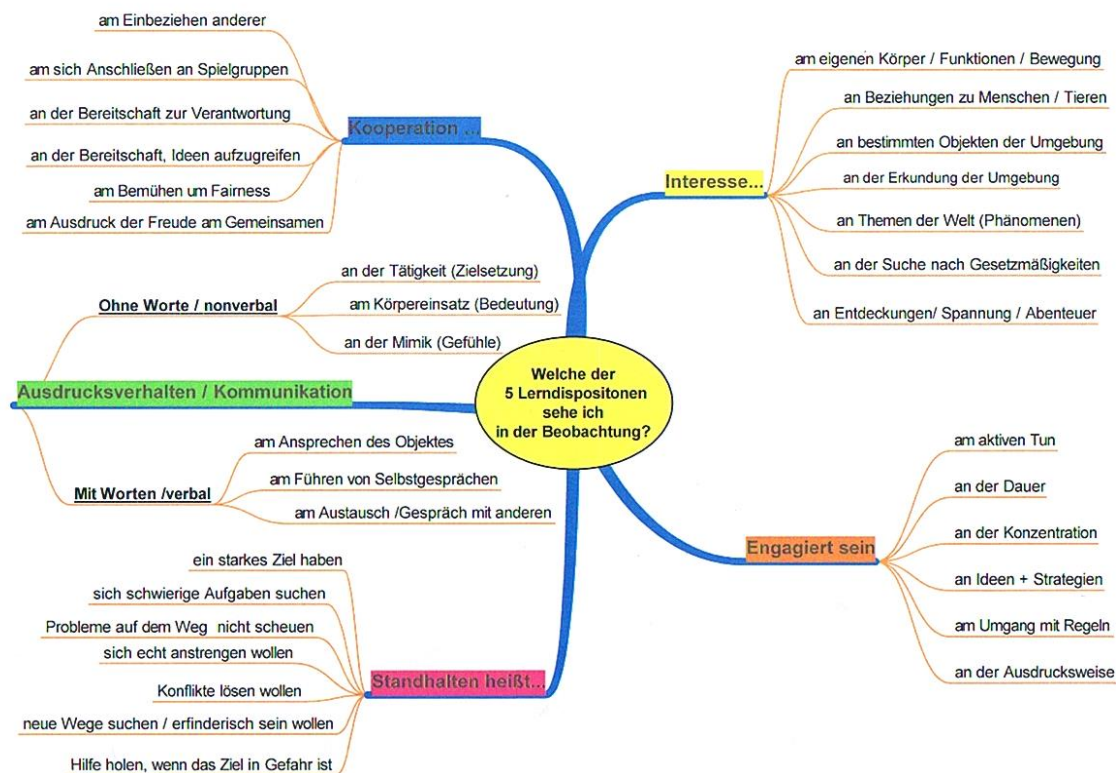 Welche der
5 Lerndispositonen
sehe ich
in der Beobachtung?
Kooperation ...
am Einbeziehen anderer
am sich Anschließen an Spielgruppen
an der Bereitschaft zur Verantwortung
an der Bereitschaft, Ideen aufzugreifen
am Bemühen um Fairness
am Ausdruck der Freude am Gemeinsamen
Interesse...
am eigenen Körper / Funktionen / Bewegung
an Beziehungen zu Menschen / Tieren
an bestimmten Objekten der Umgebung
an der Erkundung der Umgebung
an Themen der Welt (Phänomenen)
an der Suche nach Gesetzmäßigkeiten
an Entdeckungen/ Spannung / Abenteuer
Ausdrucksverhalten / Kommunikation
Ohne Worte / nonverbal
an der Tätigkeit (Zielsetzung)
am Körpereinsatz (Bedeutung)
an der Mimik (Gefühle)
Mit Worten /verbal
am Ansprechen des Objektes
am Führen von Selbstgesprächen
am Austausch /Gespräch mit anderen
Engagiert sein
am aktiven Tun
an der Dauer
an der Konzentration
an Ideen + Strategien
am Umgang mit Regeln
an der Ausdrucksweise
Standhalten heißt...
ein starkes Ziel haben
sich schwierige Aufgaben suchen
Probleme auf dem Weg nicht scheuen
sich echt anstrengen wollen
Konflikte lösen wollen
neue Wege suchen / erfinderisch sein wollen
Hilfe holen, wenn das Ziel in Gefahr ist